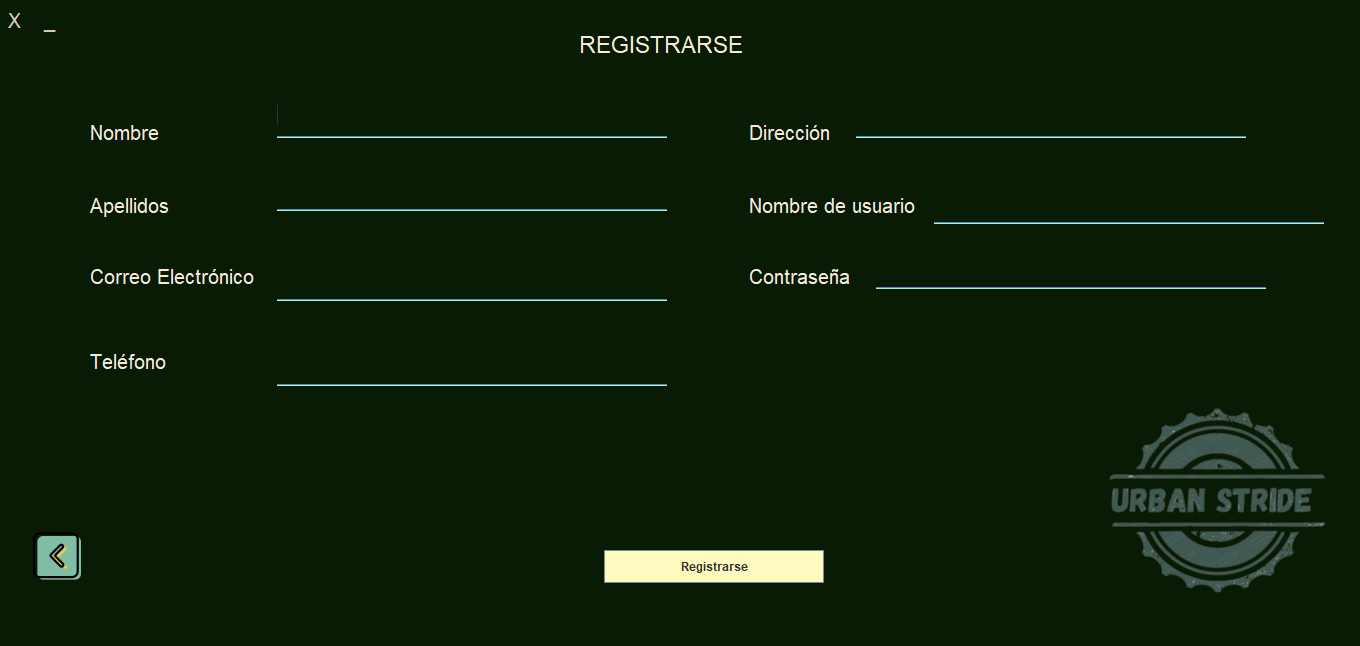 X _
REGISTRARSE
Nombre
Dirección
Apellidos
Nombre de usuario
Correo Electrónico
Contraseña
Teléfono
URBAN STRIDE
Registrarse